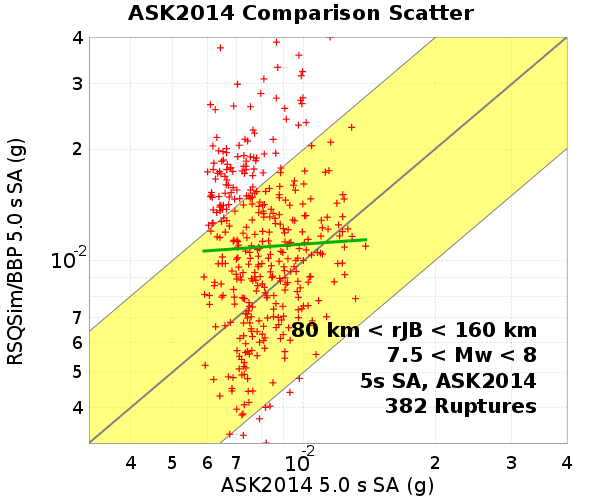 ASK2014 Comparison Scatter
4
3
2
10-2
7
6
5
4
RSQSim/BBP 5.0 s SA (g)
80 km < rJB < 160 km
7.5 < Mw < 8
5s SA, ASK2014
382 Ruptures
4 5 6 7 10-2 2 3 4
ASK2014 5.0 s SA (g)